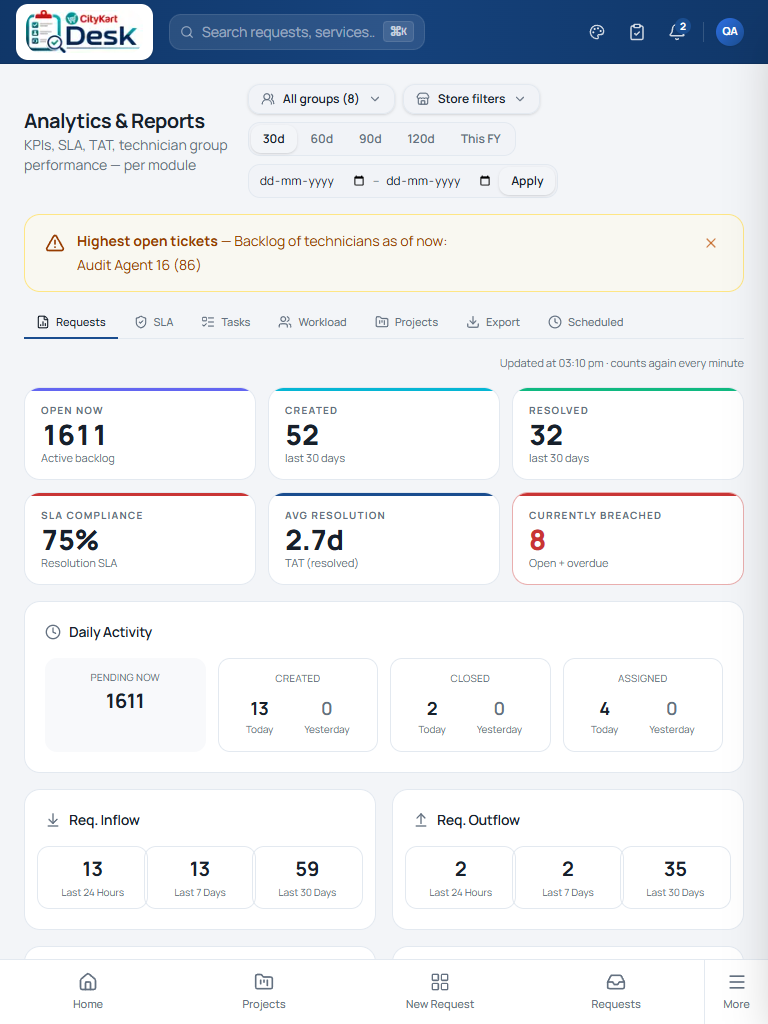 CityKart
Desk
Search requests, services.. ⌘K
2
QA
Analytics & Reports
KPIs, SLA, TAT, technician group
performance — per module
All groups (8)
Store filters
30d 60d 90d 120d This FY
dd-mm-yyyy – dd-mm-yyyy Apply
Highest open tickets — Backlog of technicians as of now:
Audit Agent 16 (86)
Requests SLA Tasks Workload Projects Export Scheduled
Updated at 03:10 pm · counts again every minute
OPEN NOW
1611
Active backlog
CREATED
52
last 30 days
RESOLVED
32
last 30 days
SLA COMPLIANCE
75%
Resolution SLA
AVG RESOLUTION
2.7d
TAT (resolved)
CURRENTLY BREACHED
8
Open + overdue
Daily Activity
PENDING NOW
1611
CREATED
13 0
Today Yesterday
CLOSED
2 0
Today Yesterday
ASSIGNED
4 0
Today Yesterday
Req. Inflow
13 13 59
Last 24 Hours Last 7 Days Last 30 Days
Req. Outflow
2 2 35
Last 24 Hours Last 7 Days Last 30 Days
Home Projects New Request Requests More